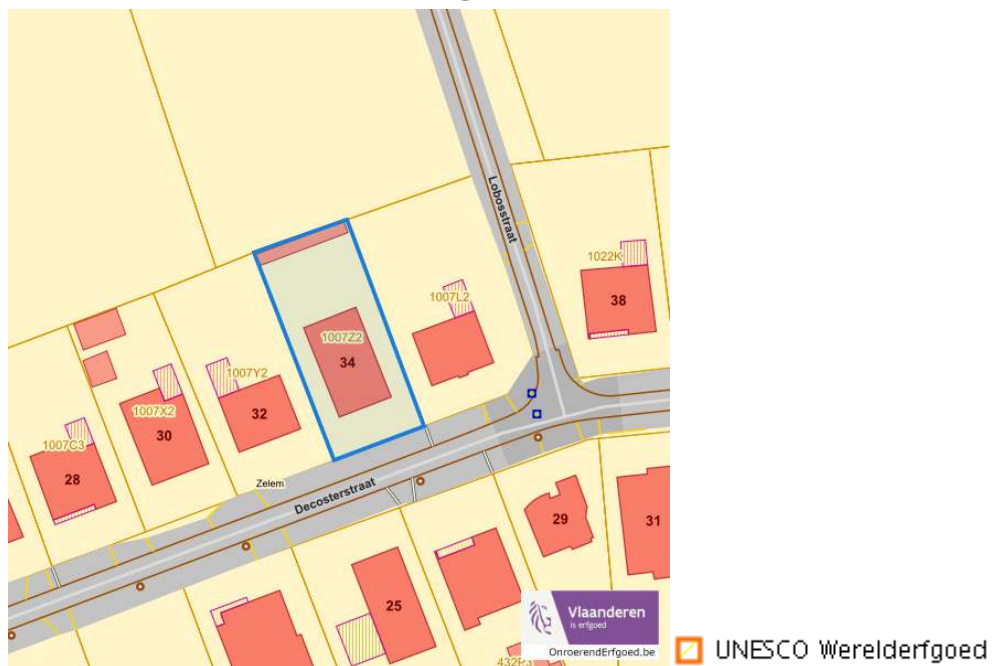 Lobosstraat
1022K
38
1007L2
1007Z2
34
1007Y2
32
1007X2
30
1007C3
28
Zelem
Decosterstraat
29
31
25
Vlaanderen
is erfgoed
OnroerendErfgoed.be
432P3
UNESCO Werelderfgoed